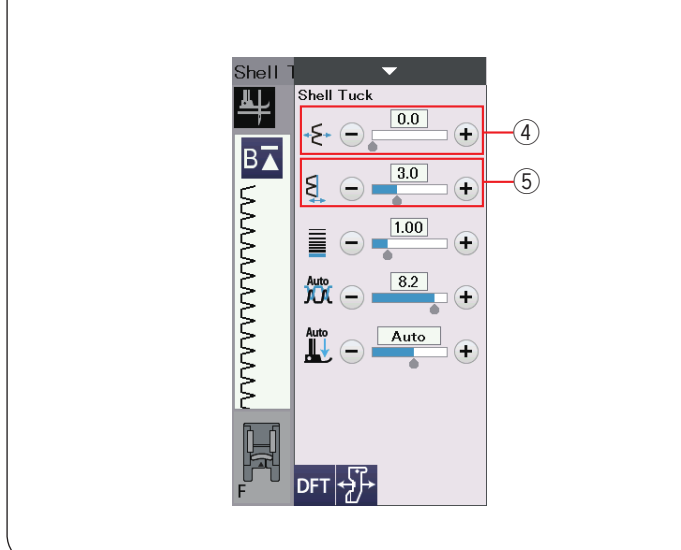 Shell T
Shell Tuck
0.0
④
B
3.0
⑤
1.00
Auto
8.2
Auto
Auto
F
DFT